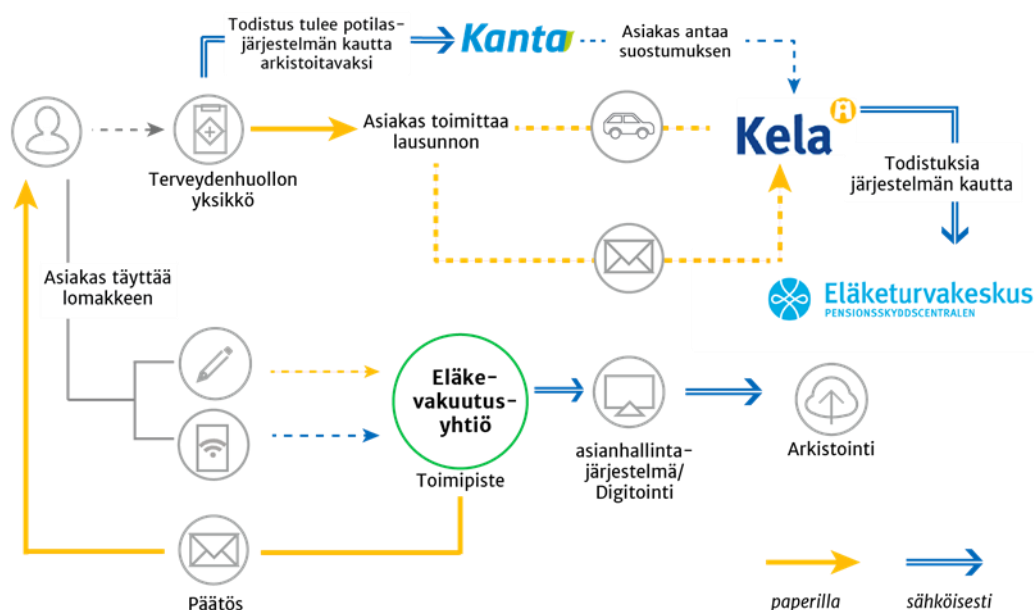 Todistus tulee potilas-
järjestelmän kautta
arkistoitavaksi
Kanta
Asiakas antaa
suostumuksen
Terveydenhuollon
yksikkö
Asiakas toimittaa
lausunnon
Kela
Todistuksia
järjestelmän kautta
Asiakas täyttää
lomakkeen
Eläketurvakeskus
PENSIONSSKYDDSCENTRALEN
Eläke-
vakuutus-
yhtiö
Toimipiste
asianhallinta-
järjestelmä/
Digitointi
Arkistointi
Päätös
paperilla
sähköisesti